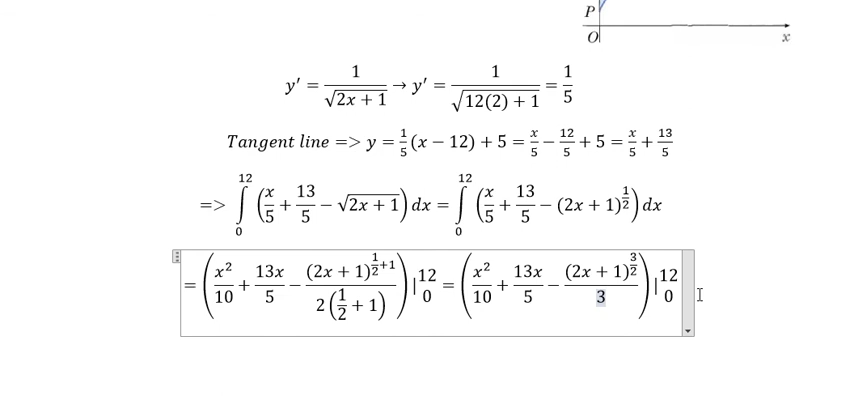 P
O x
y′ = 1/√(2x + 1) → y′ = 1/√(12(2) + 1) = 1/5
Tangent line => y = 1/5 (x − 12) + 5 = x/5 − 12/5 + 5 = x/5 + 13/5
=> ∫₀¹² (x/5 + 13/5 − √(2x + 1)) dx = ∫₀¹² (x/5 + 13/5 − (2x + 1)^(1/2)) dx
= (x²/10 + 13x/5 − (2x + 1)^(1/2+1)/(2(1/2 + 1))) |₀¹² = (x²/10 + 13x/5 − (2x + 1)^(3/2)/3) |₀¹²